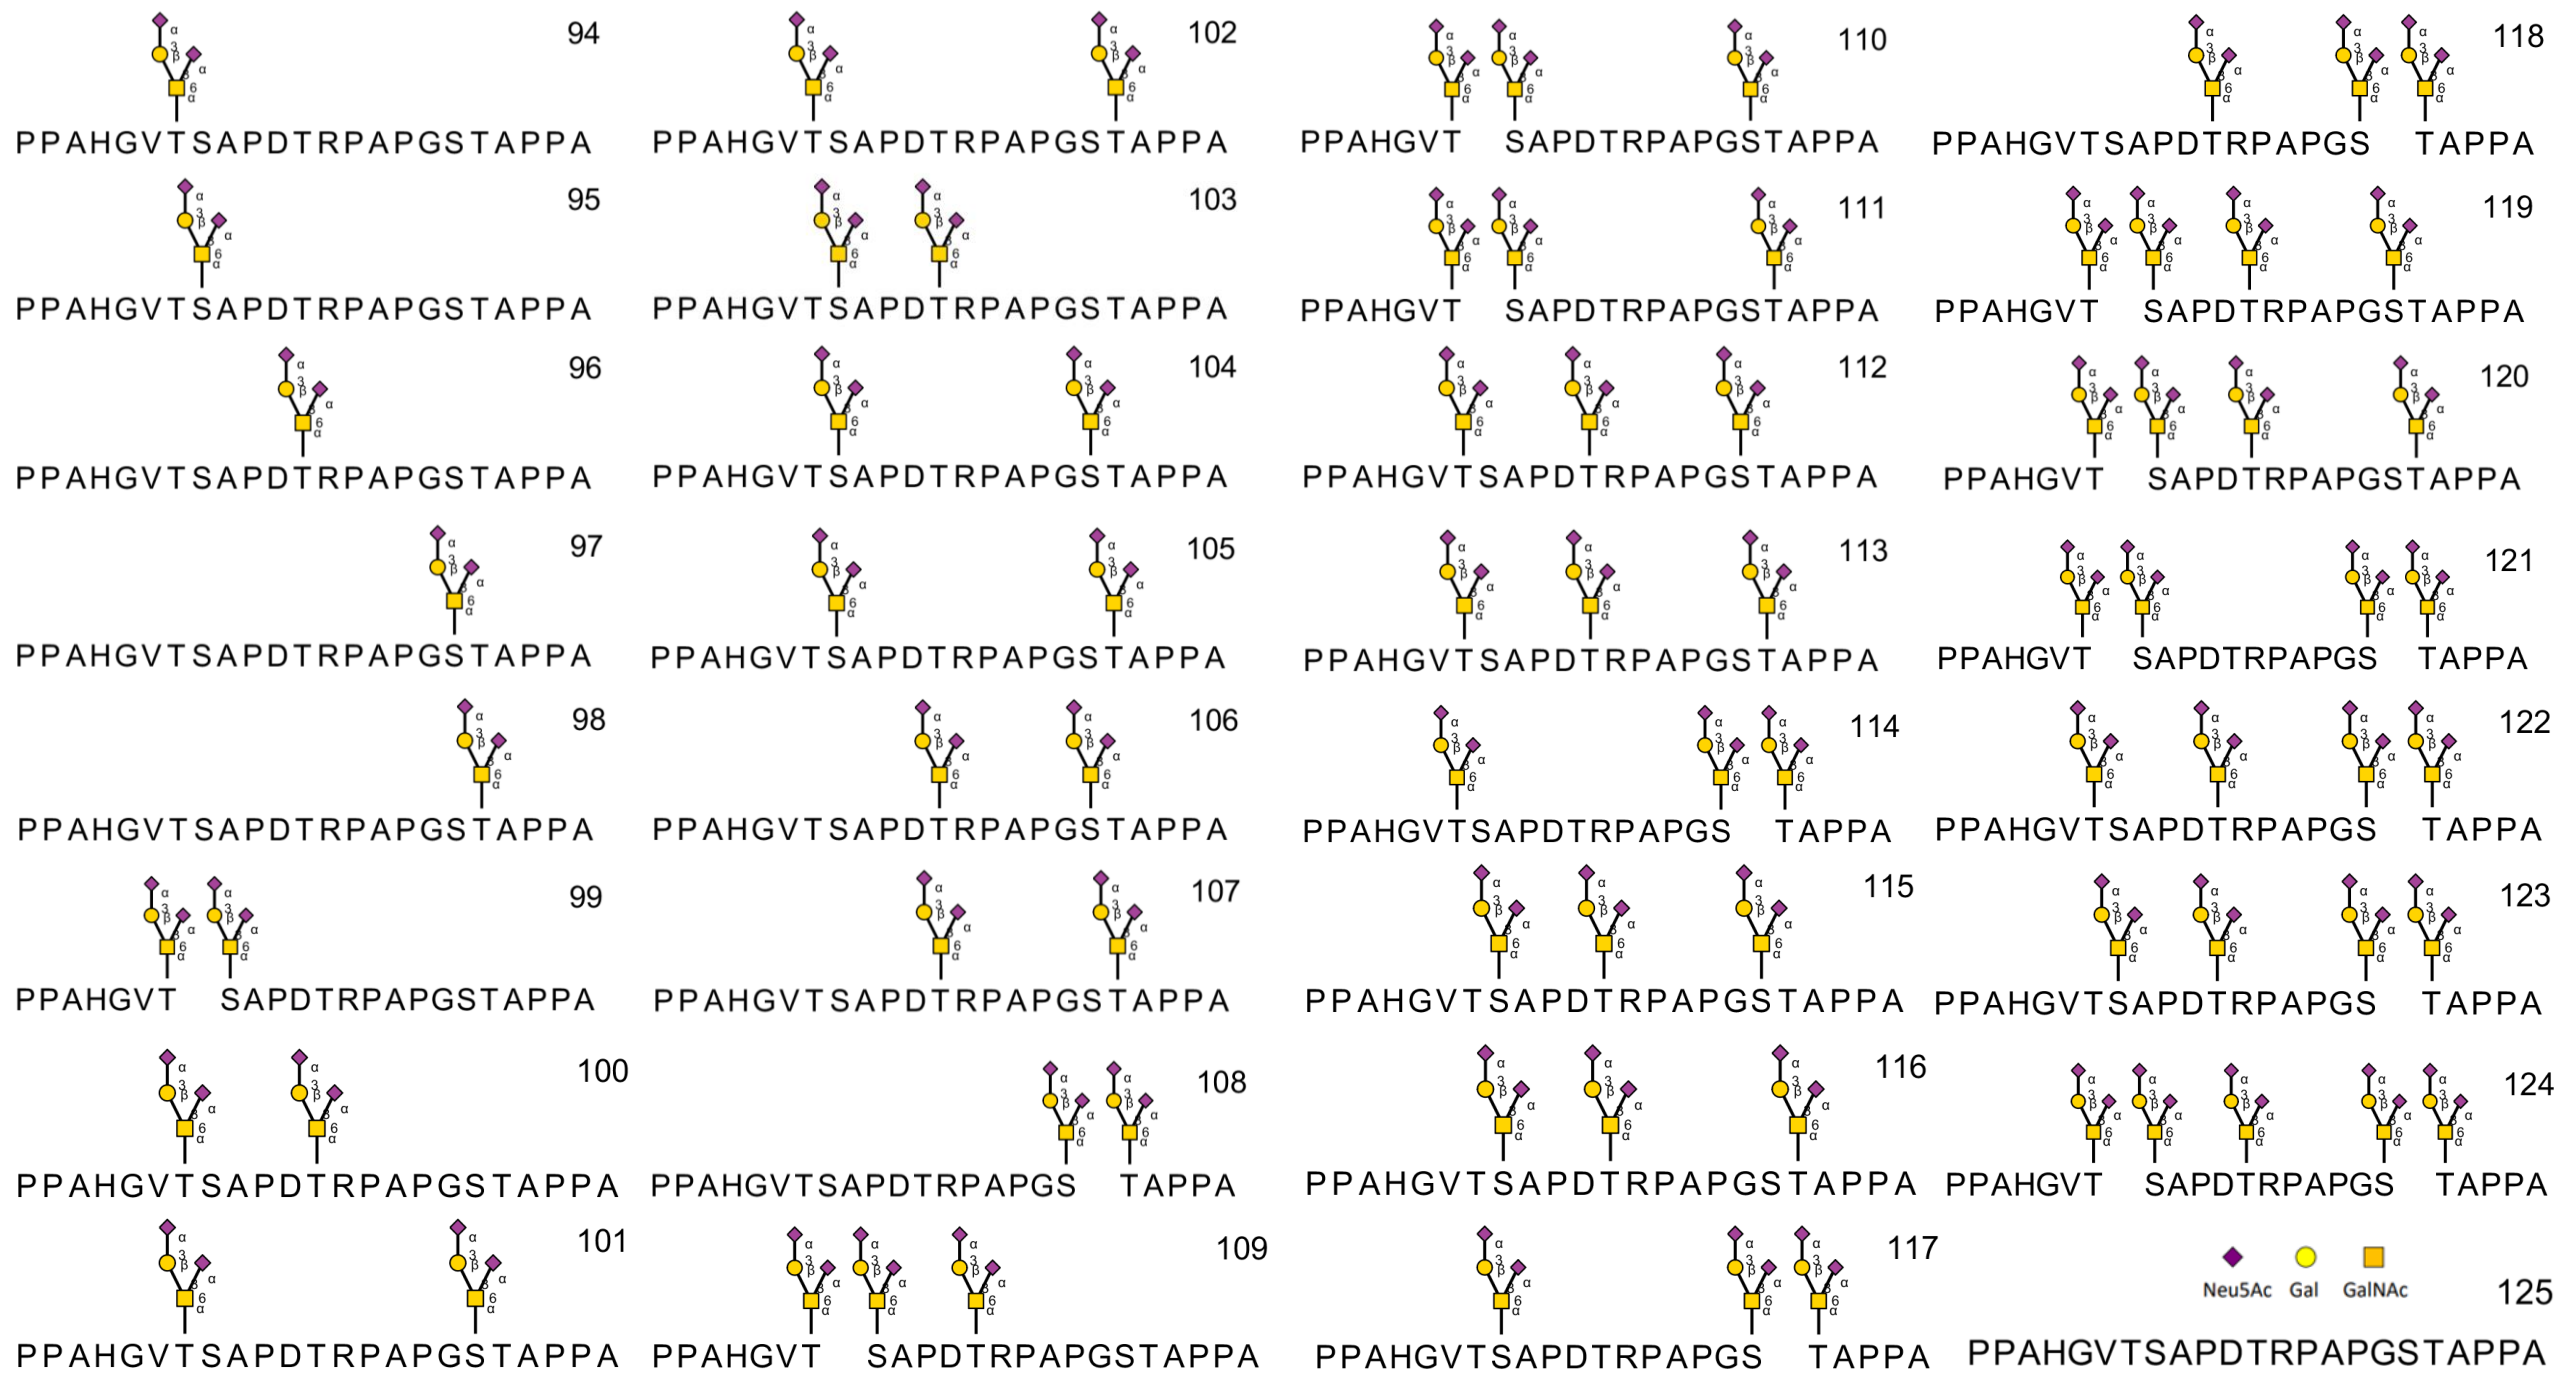 94
PPAHGVTSAPDTRPAPGSTAPPA
95
PPAHGVTSAPDTRPAPGSTAPPA
96
PPAHGVTSAPDTRPAPGSTAPPA
97
PPAHGVTSAPDTRPAPGSTAPPA
98
PPAHGVTSAPDTRPAPGSTAPPA
99
PPAHGVT SAPDTRPAPGSTAPPA
100
PPAHGVTSAPDTRPAPGSTAPPA
101
PPAHGVTSAPDTRPAPGSTAPPA
102
PPAHGVTSAPDTRPAPGSTAPPA
103
PPAHGVTSAPDTRPAPGSTAPPA
104
PPAHGVTSAPDTRPAPGSTAPPA
105
PPAHGVTSAPDTRPAPGSTAPPA
106
PPAHGVTSAPDTRPAPGSTAPPA
107
PPAHGVTSAPDTRPAPGSTAPPA
108
PPAHGVTSAPDTRPAPGS TAPPA
109
PPAHGVT SAPDTRPAPGSTAPPA
110
PPAHGVT SAPDTRPAPGSTAPPA
111
PPAHGVT SAPDTRPAPGSTAPPA
112
PPAHGVTSAPDTRPAPGSTAPPA
113
PPAHGVTSAPDTRPAPGSTAPPA
114
PPAHGVTSAPDTRPAPGS TAPPA
115
PPAHGVTSAPDTRPAPGSTAPPA
116
PPAHGVTSAPDTRPAPGSTAPPA
117
PPAHGVTSAPDTRPAPGS TAPPA
118
PPAHGVTSAPDTRPAPGS TAPPA
119
PPAHGVT SAPDTRPAPGSTAPPA
120
PPAHGVT SAPDTRPAPGSTAPPA
121
PPAHGVT SAPDTRPAPGS TAPPA
122
PPAHGVTSAPDTRPAPGS TAPPA
123
PPAHGVTSAPDTRPAPGS TAPPA
124
PPAHGVT SAPDTRPAPGS TAPPA
Neu5Ac Gal GalNAc
125
PPAHGVTSAPDTRPAPGSTAPPA